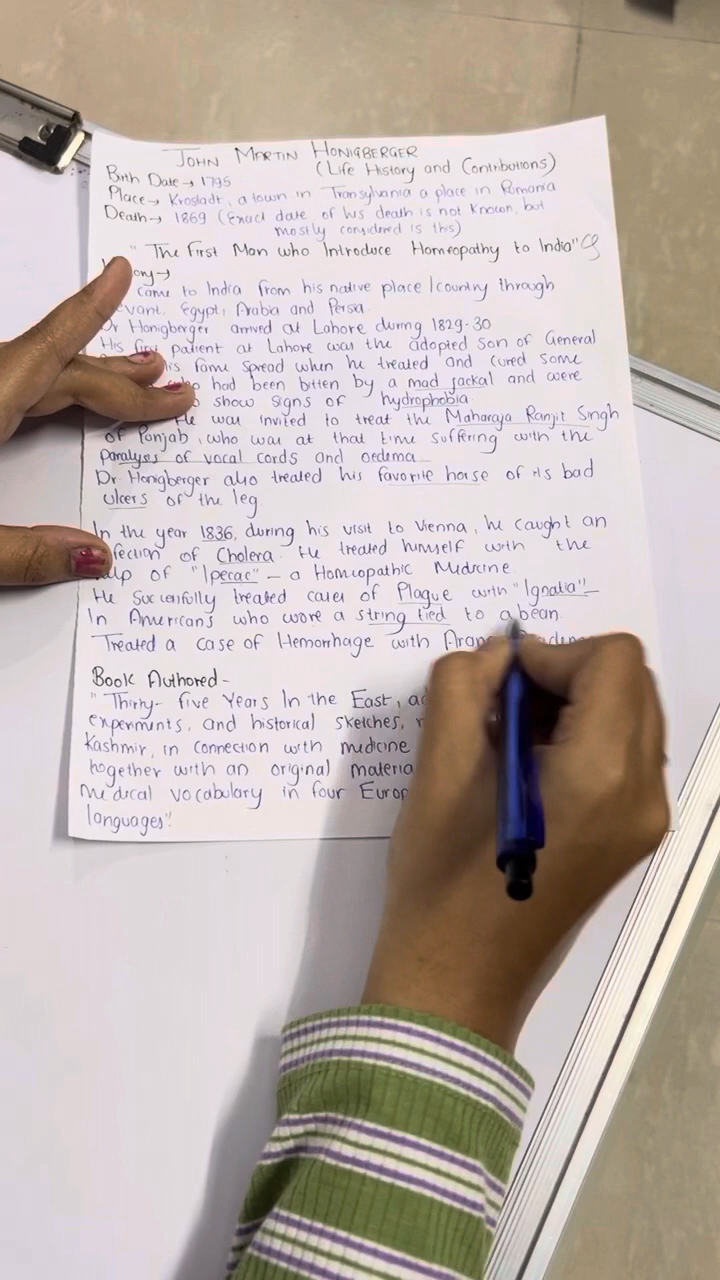 JOHN MARTIN HONIGBERGER
(Life History and Contributions)
Birth Date → 1795
Place → Krostadt, a town in Transylvania a place in Romania
Death → 1869 (Exact date of his death is not known, but
mostly considered is this)
"The First Man who Introduce Homeopathy to India"
ory →
came to India from his native place / country through
evant. Egypt, Arabia and Persia.
Dr Honigberger arrived at Lahore during 1829-30
His first patient at Lahore was the adopted son of General
his fame spread when he treated and cured some
who had been bitten by a mad jackal and were
show signs of hydrophobia.
He was invited to treat the Maharaja Ranjit Singh
of Punjab, who was at that time suffering with the
paralyses of vocal cords and oedema
Dr Honigberger also treated his favorite horse of its bad
ulcers of the leg
In the year 1836, during his visit to Vienna, he caught an
fection of Cholera. He treated himself with the
help of "Ipecac" - a Homeopathic Medicine
He Successfully treated cases of Plague with "Ignatia" -
In Americans who wore a string tied to a bean.
Treated a case of Hemorrhage with
Book Authored -
"Thirty- five Years In the East, ad
experiments, and historical sketches,
Kashmir, in connection with medicine
together with an original materia
medical vocabulary in four Europ
languages"